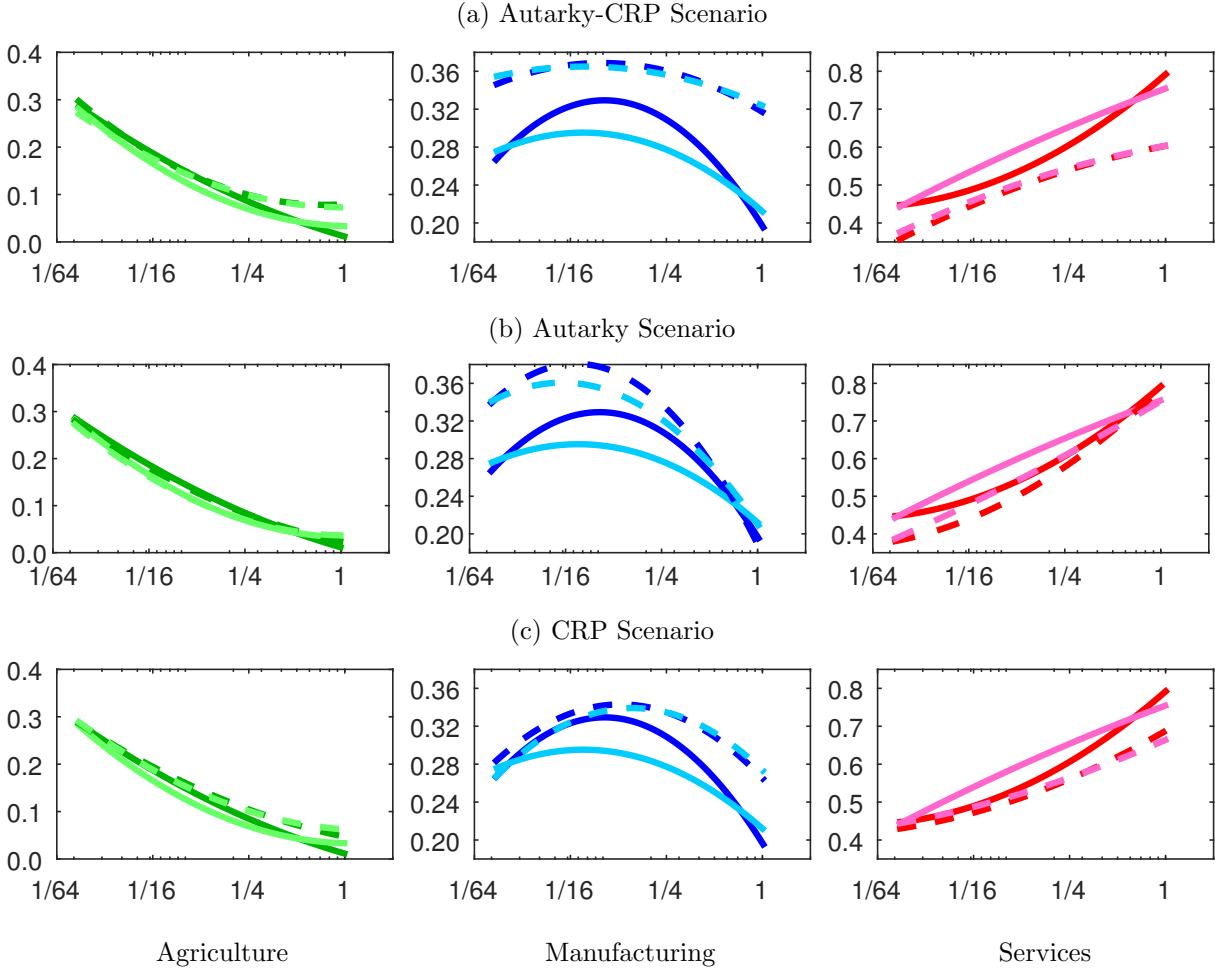 (a) Autarky-CRP Scenario
0.4 0.36 0.8
0.3 0.32 0.7
0.2 0.28 0.6
0.1 0.24 0.5
0.0 0.20 0.4
1/64 1/16 1/4 1 1/64 1/16 1/4 1 1/64 1/16 1/4 1
(b) Autarky Scenario
0.4 0.36 0.8
0.3 0.32 0.7
0.2 0.28 0.6
0.1 0.24 0.5
0.0 0.20 0.4
1/64 1/16 1/4 1 1/64 1/16 1/4 1 1/64 1/16 1/4 1
(c) CRP Scenario
0.4 0.36 0.8
0.3 0.32 0.7
0.2 0.28 0.6
0.1 0.24 0.5
0.0 0.20 0.4
1/64 1/16 1/4 1 1/64 1/16 1/4 1 1/64 1/16 1/4 1
Agriculture Manufacturing Services